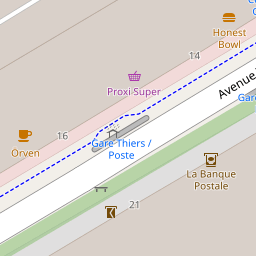 Honest
Bowl
14
Proxi Super
Avenue
Gare
16
Orven
Gare Thiers /
Poste
La Banque
Postale
21